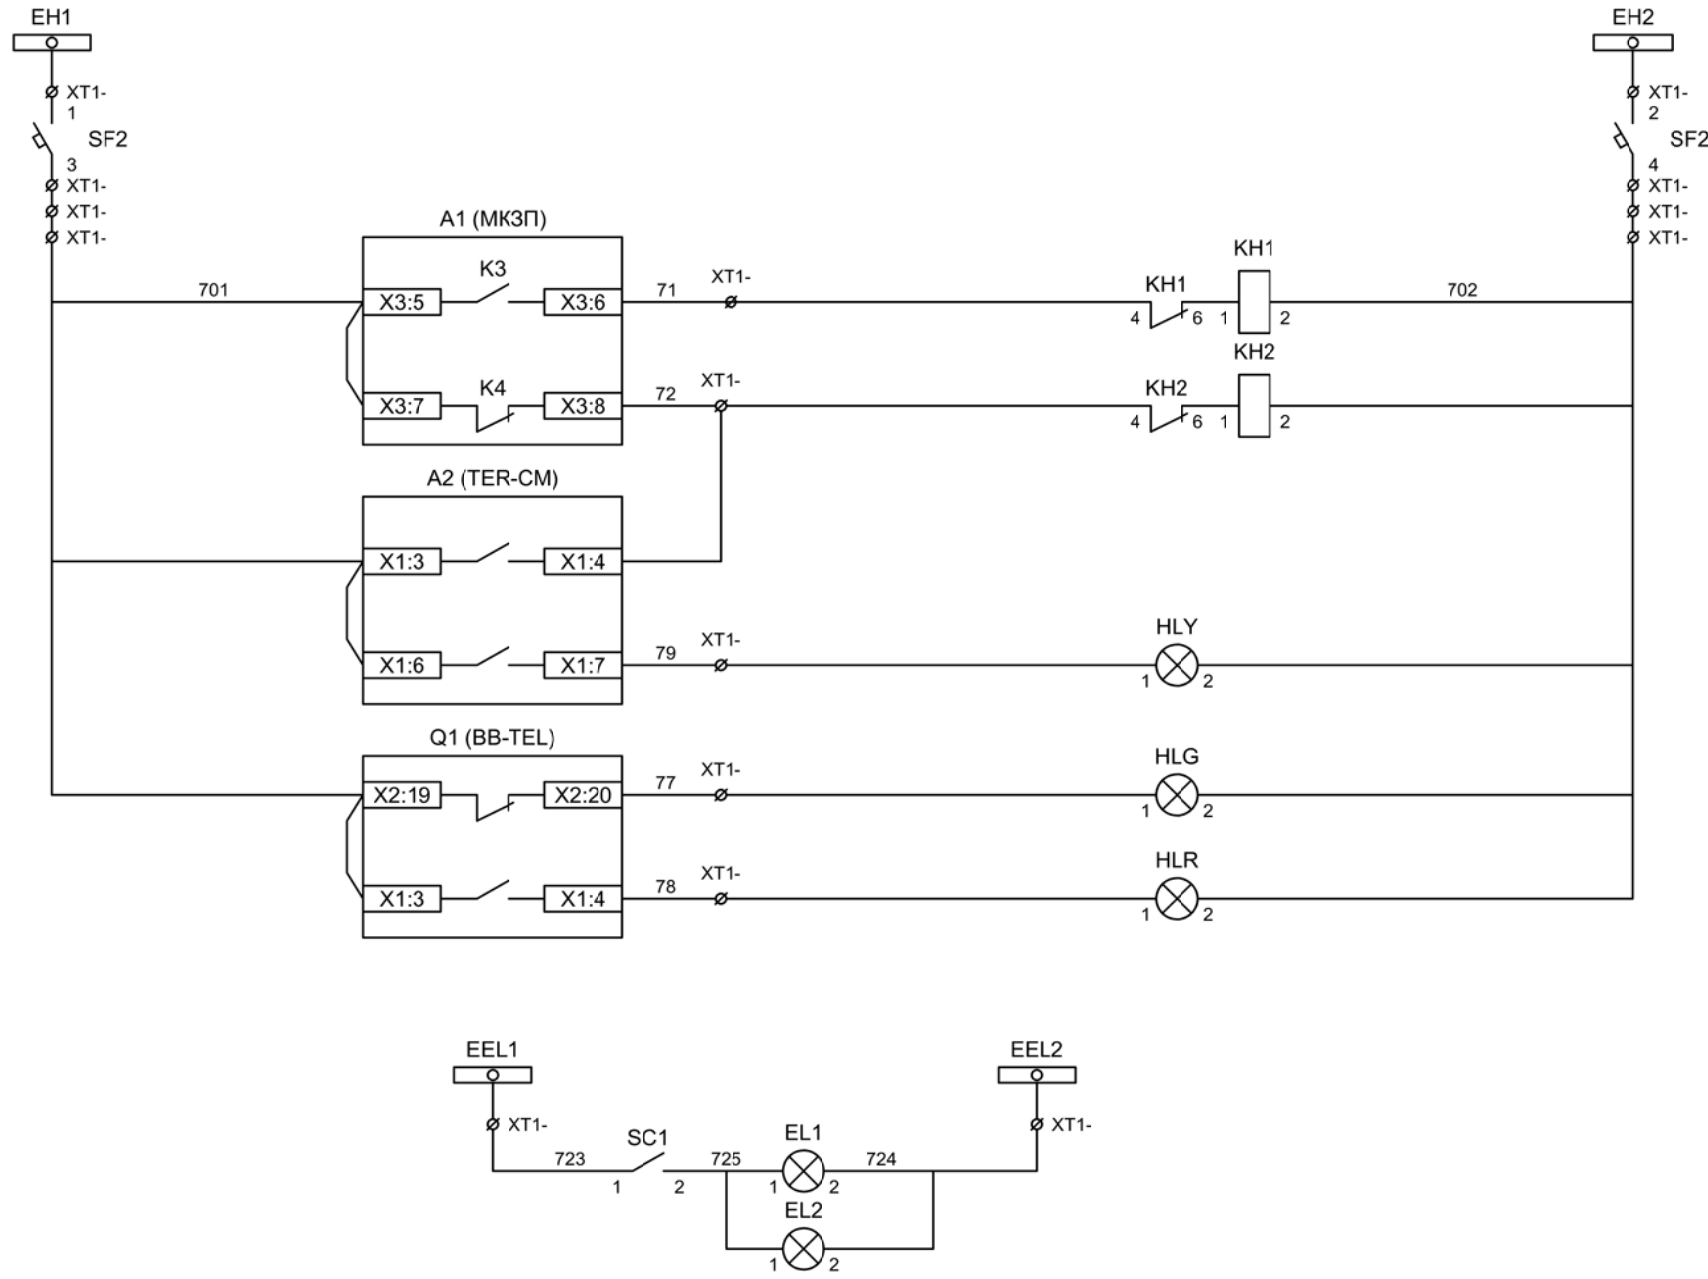 EH1
EH2
XT1-
XT1-
1
2
SF2
SF2
3
4
XT1-
XT1-
XT1-
XT1-
XT1-
XT1-
A1 (МКЗП)
701
X3:5
K3
X3:6
71
XT1-
KH1
4
6
KH1
1
2
702
X3:7
K4
X3:8
72
XT1-
KH2
4
6
KH2
1
2
A2 (TER-CM)
X1:3
X1:4
X1:6
X1:7
79
XT1-
HLY
1
2
Q1 (BB-TEL)
X2:19
X2:20
77
XT1-
HLG
1
2
X1:3
X1:4
78
XT1-
HLR
1
2
EEL1
EEL2
XT1-
XT1-
723
SC1
1
2
725
EL1
1
2
724
EL2
1
2